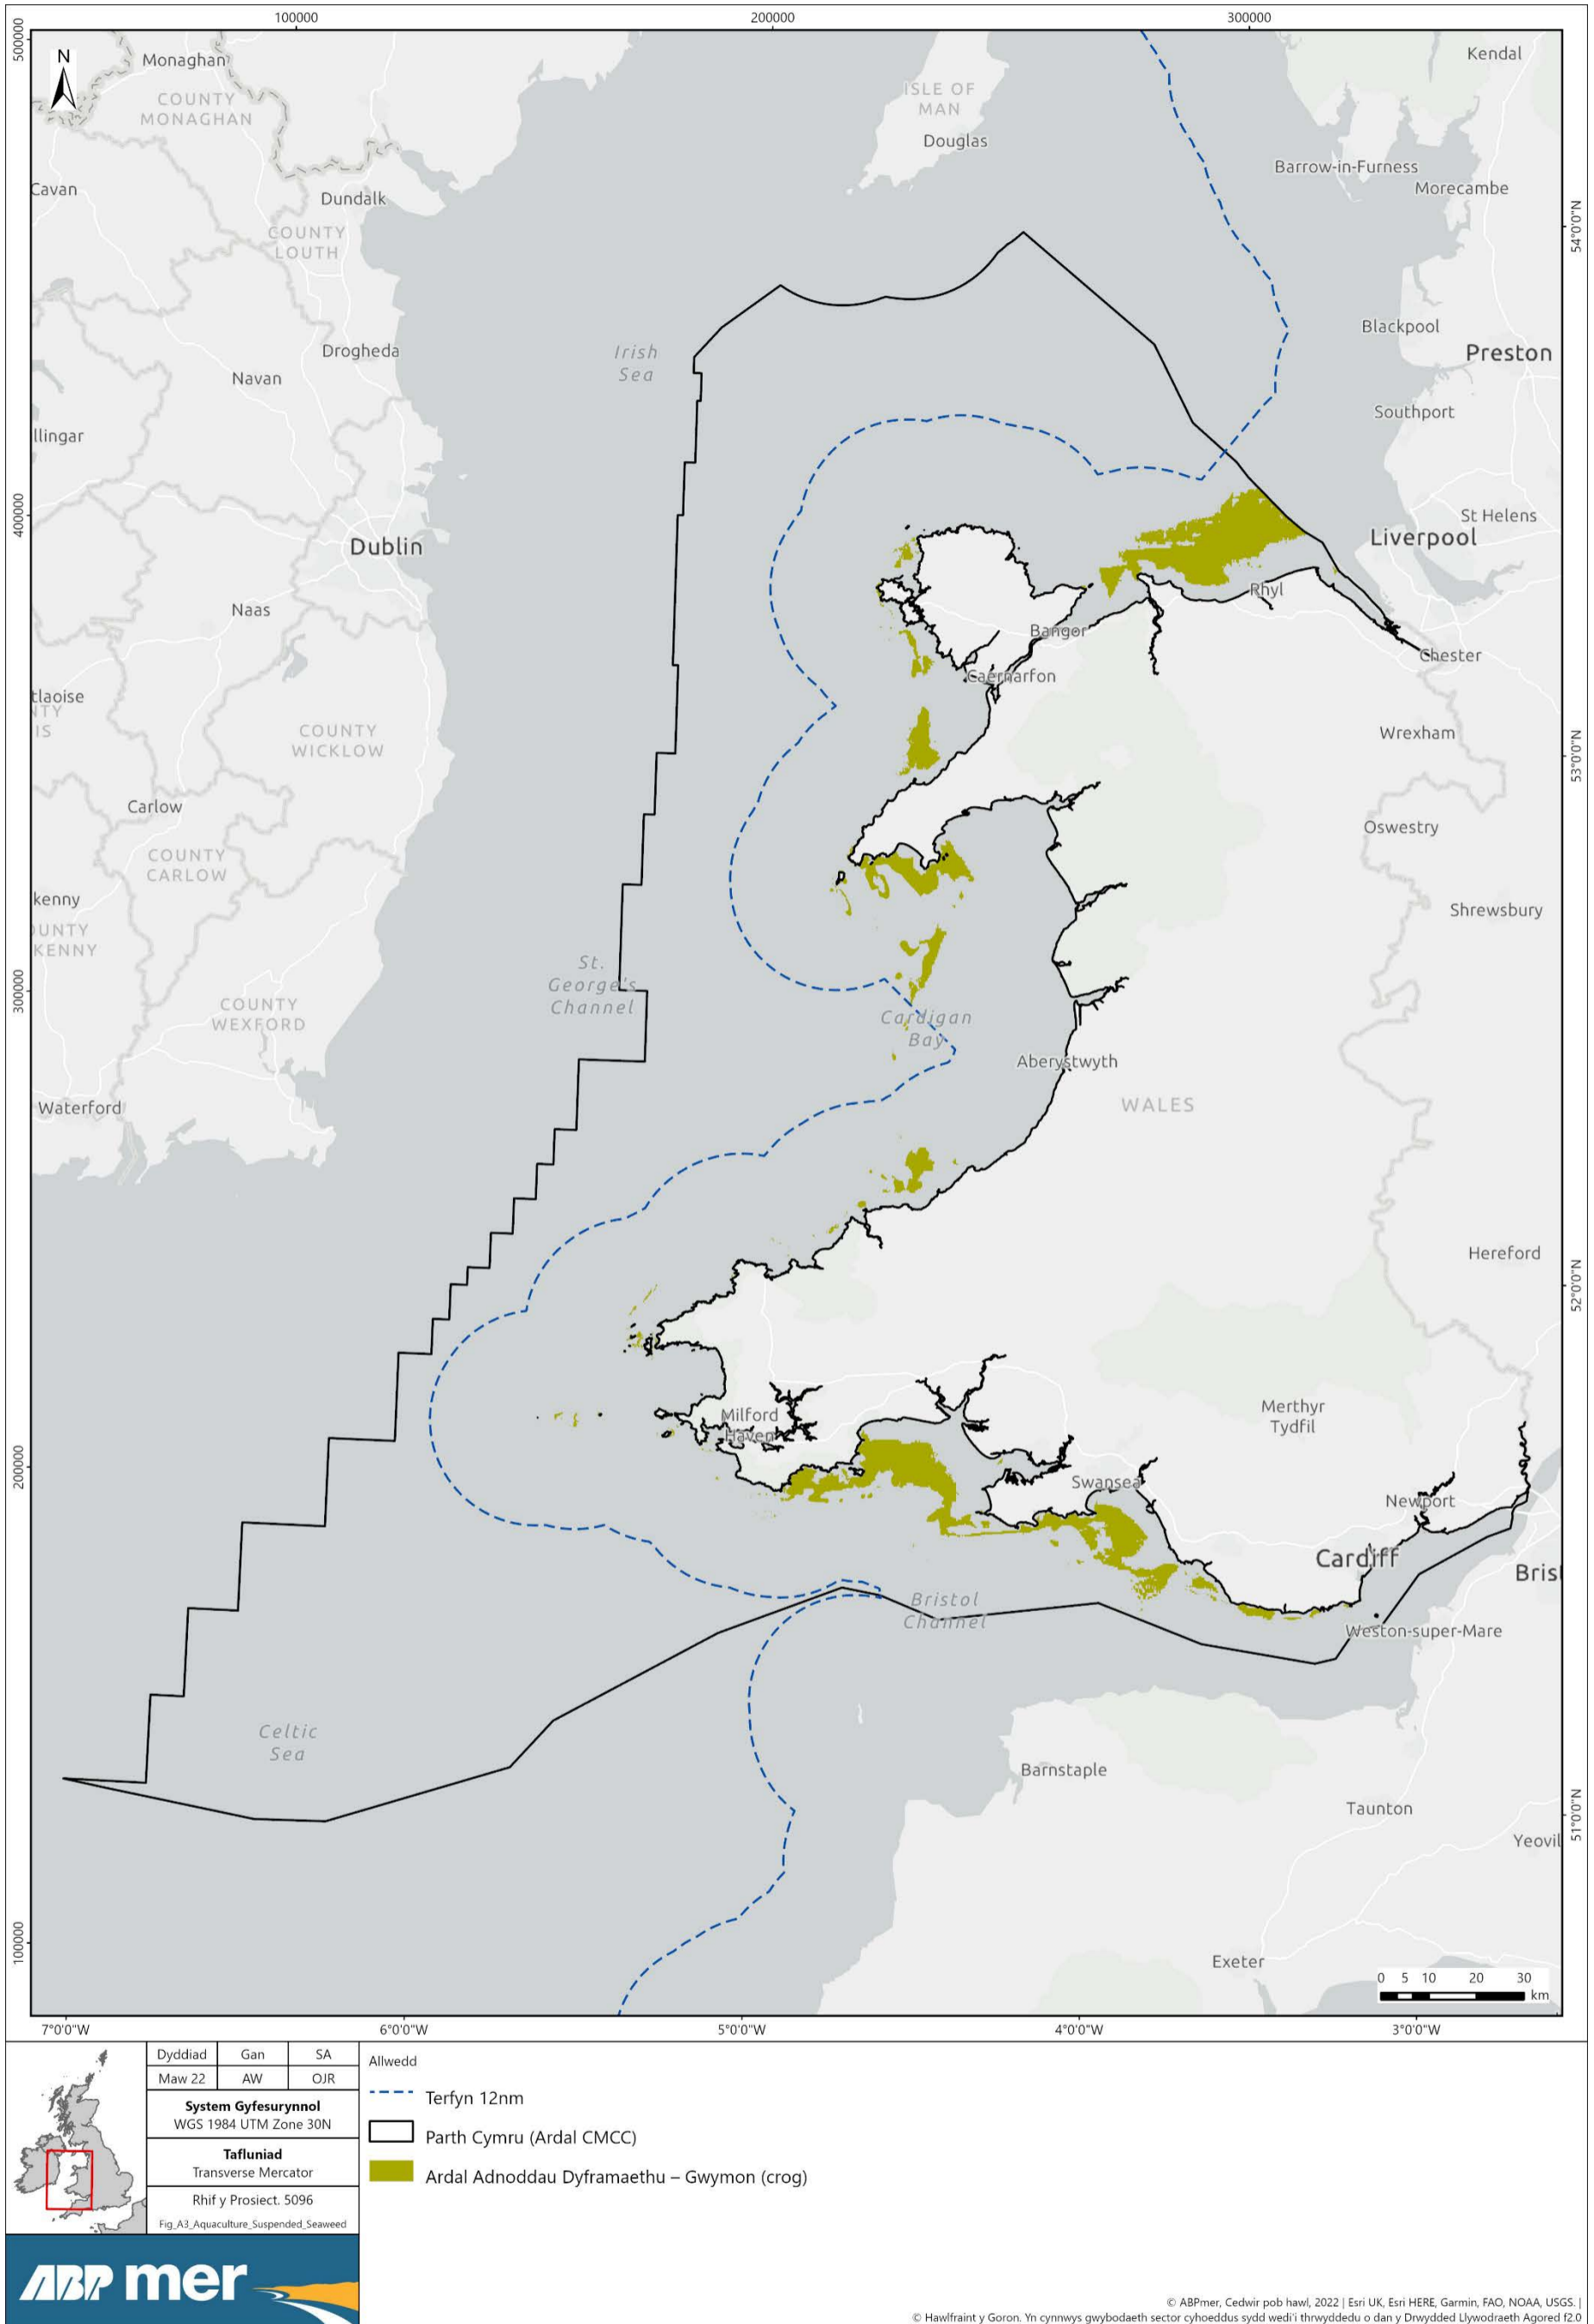 100000
200000
300000
500000
400000
300000
200000
100000
54°0'0"N
53°0'0"N
52°0'0"N
51°0'0"N
N
Monaghan
COUNTY
MONAGHAN
Cavan
Dundalk
COUNTY
LOUTH
ISLE OF
MAN
Douglas
Kendal
Barrow-in-Furness
Morecambe
Drogheda
Navan
Irish
Sea
Blackpool
Preston
Southport
llingar
St Helens
Liverpool
Dublin
Naas
Rhyl
Bangor
Caernarfon
Chester
tlaoise
NTY
IS
COUNTY
WICKLOW
Wrexham
Carlow
COUNTY
CARLOW
Oswestry
kenny
OUNTY
KENNY
Shrewsbury
St.
George's
Channel
COUNTY
WEXFORD
Cardigan
Bay
Aberystwyth
WALES
Waterford
Hereford
Milford
Haven
Merthyr
Tydfil
Swansea
Newport
Cardiff
Brist
Bristol
Channel
Weston-super-Mare
Celtic
Sea
Barnstaple
Taunton
Yeovil
Exeter
0 5 10 20 30
km
7°0'0"W
6°0'0"W
5°0'0"W
4°0'0"W
3°0'0"W
Dyddiad Gan SA
Maw 22 AW OJR
System Gyfesurynnol
WGS 1984 UTM Zone 30N
Tafluniad
Transverse Mercator
Rhif y Prosiect. 5096
Fig_A3_Aquaculture_Suspended_Seaweed
ABP mer
Allwedd
Terfyn 12nm
Parth Cymru (Ardal CMCC)
Ardal Adnoddau Dyframaethu – Gwymon (crog)
© ABPmer, Cedwir pob hawl, 2022 | Esri UK, Esri HERE, Garmin, FAO, NOAA, USGS. |
© Hawlfraint y Goron. Yn cynnwys gwybodaeth sector cyhoeddus sydd wedi'i thrwyddedu o dan y Drwydded Llywodraeth Agored f2.0